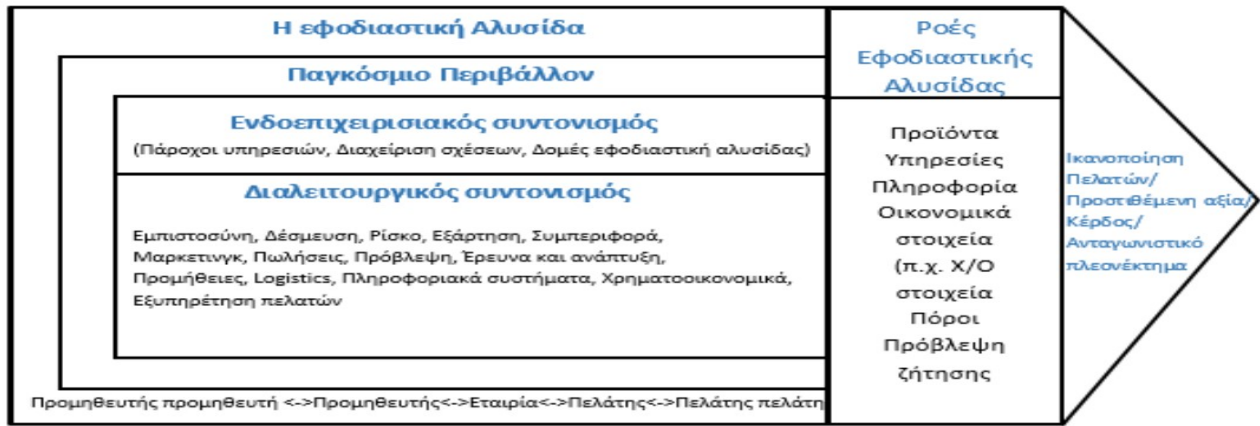 Η εφοδιαστική Αλυσίδα
Παγκόσμιο Περιβάλλον
Ενδοεπιχειρισιακός συντονισμός
(Πάροχοι υπηρεσιών, Διαχείριση σχέσεων, Δομές εφοδιαστική αλυσίδας)
Διαλειτουργικός συντονισμός
Εμπιστοσύνη, Δέσμευση, Ρίσκο, Εξάρτηση, Συμπεριφορά,
Μαρκετινγκ, Πωλήσεις, Πρόβλεψη, Έρευνα και ανάπτυξη,
Προμήθειες, Logistics, Πληροφοριακά συστήματα, Χρηματοοικονομικά,
Εξυπηρέτηση πελατών
Προμηθευτής προμηθευτή <->Προμηθευτής<->Εταιρία<->Πελάτης<->Πελάτης πελάτη
Ροές
Εφοδιαστικής
Αλυσίδας
Προϊόντα
Υπηρεσίες
Πληροφορία
Οικονομικά
στοιχεία
(π.χ. Χ/Ο
στοιχεία
Πόροι
Πρόβλεψη
ζήτησης
Ικανοποίηση
Πελατών/
Προστιθέμενη αξία/
Κέρδος/
Ανταγωνιστικό
πλεονέκτημα